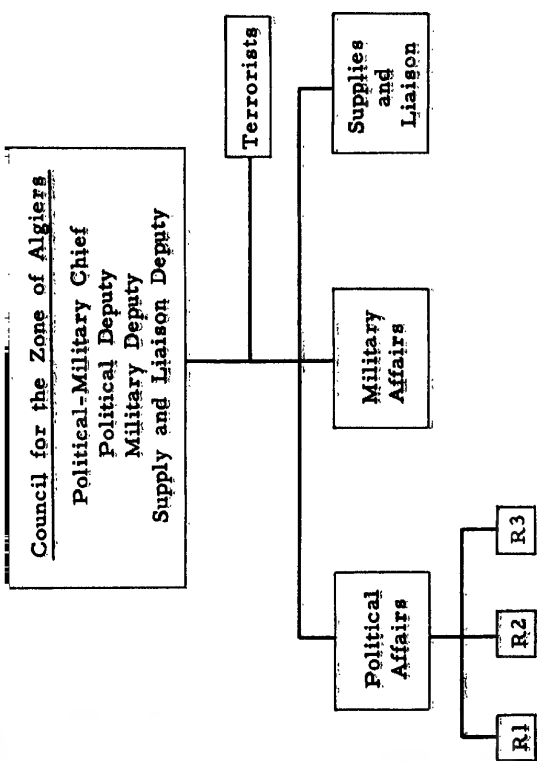 Council for the Zone of Algiers
Political-Military Chief
Political Deputy
Military Deputy
Supply and Liaison Deputy
Terrorists
Political
Affairs
Military
Affairs
Supplies
and
Liaison
R1
R2
R3